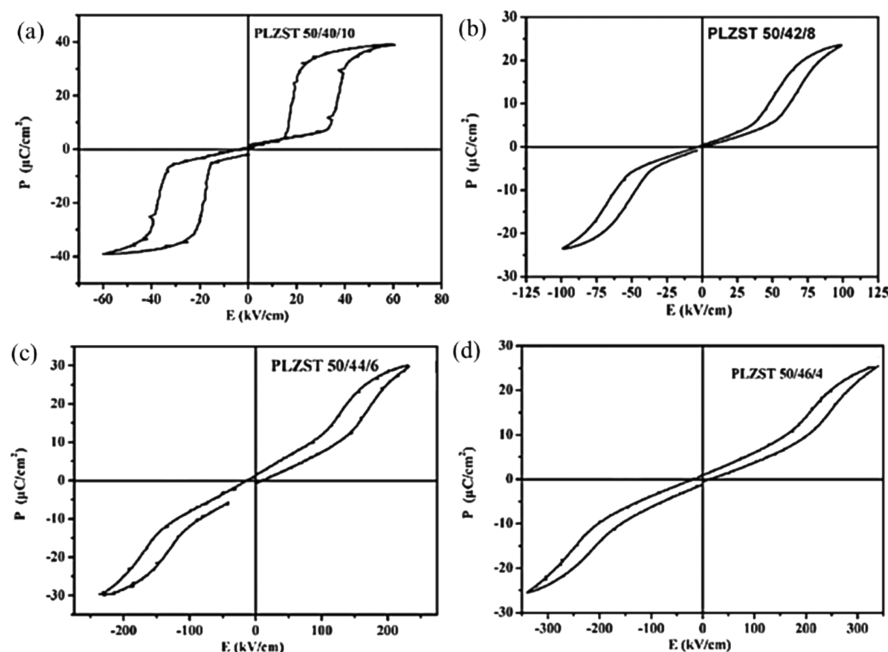 (a)
PLZST 50/40/10
P (μC/cm²)
40
20
0
-20
-40
-60 -40 -20 0 20 40 60 80
E (kV/cm)
(b)
PLZST 50/42/8
P (μC/cm²)
30
20
10
0
-10
-20
-30
-125 -100 -75 -50 -25 0 25 50 75 100 125
E (kV/cm)
(c)
PLZST 50/44/6
P (μC/cm²)
30
20
10
0
-10
-20
-30
-200 -100 0 100 200
E (kV/cm)
(d)
PLZST 50/46/4
P (μC/cm²)
30
20
10
0
-10
-20
-30
-300 -200 -100 0 100 200 300
E (kV/cm)